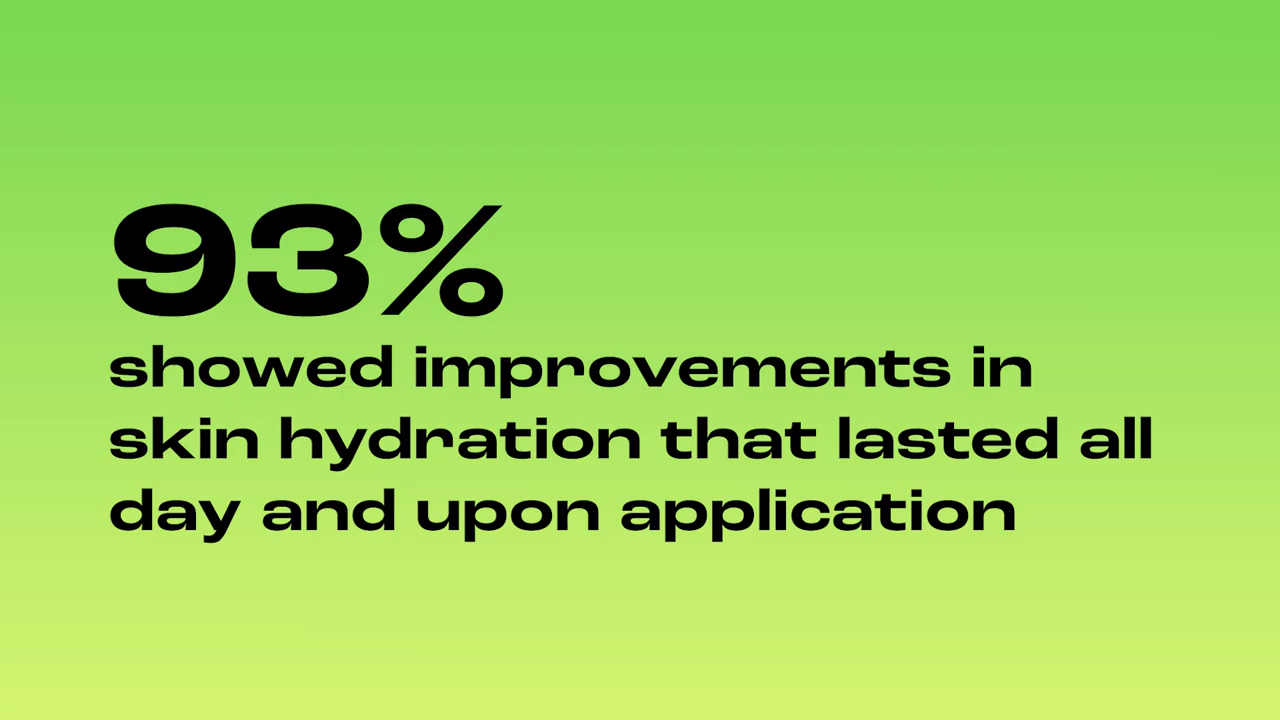 93%
showed improvements in
skin hydration that lasted all
day and upon application